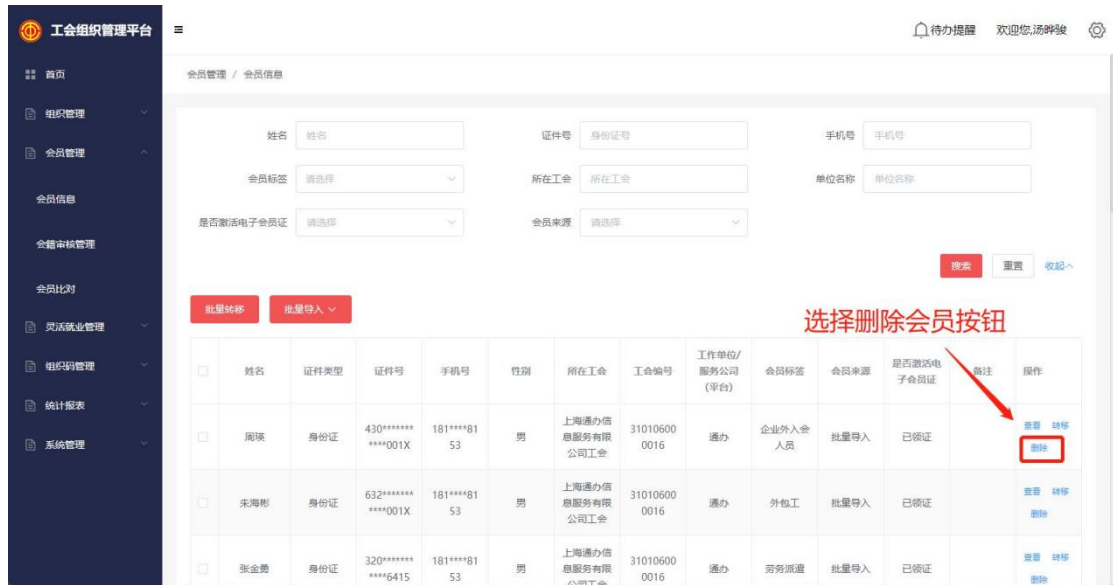 工会组织管理平台
待办提醒 欢迎您,汤晔骏
首页
会员管理 / 会员信息
组织管理
姓名 姓名 证件号 身份证号 手机号 手机号
会员管理
会员标签 请选择 所在工会 所在工会 单位名称 单位名称
会员信息
是否激活电子会员证 请选择 会员来源 请选择
会籍审核管理
搜索 重置 收起
会员比对
批量转移 批量导入
选择删除会员按钮
灵活就业管理
组织码管理
统计报表
系统管理
姓名 证件类型 证件号 手机号 性别 所在工会 工会编号 工作单位/服务公司(平台) 会员标签 会员来源 是否激活电子会员证 备注 操作
周瑛 身份证 430***********001X 181****8153 男 上海通办信息服务有限公司工会 310106000016 通办 企业外入会人员 批量导入 已领证 查看 转移 删除
朱海彬 身份证 632***********001X 181****8153 男 上海通办信息服务有限公司工会 310106000016 通办 外包工 批量导入 已领证 查看 转移 删除
张金勇 身份证 320***********6415 181****8153 男 上海通办信息服务有限公司工会 310106000016 通办 劳务派遣 批量导入 已领证 查看 转移 删除